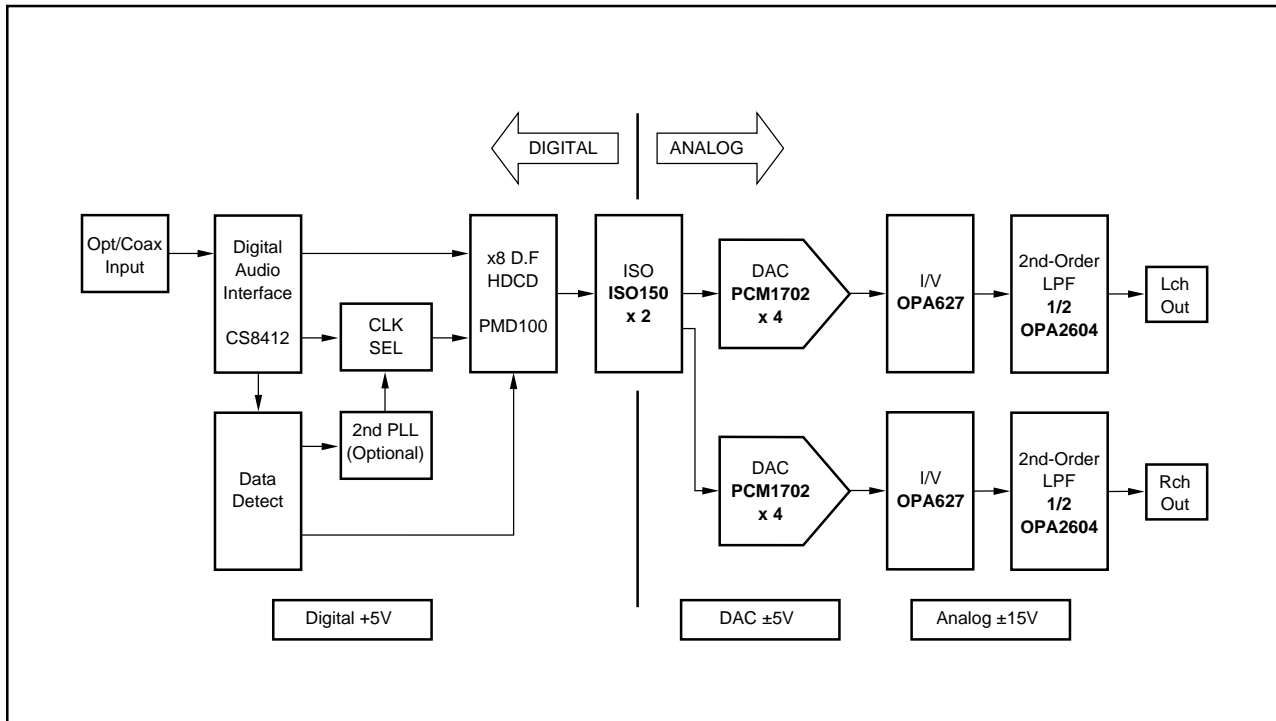 DIGITAL
ANALOG
Opt/Coax
Input
Digital
Audio
Interface
CS8412
CLK
SEL
Data
Detect
2nd PLL
(Optional)
x8 D.F
HDCD
PMD100
ISO
ISO150
x 2
DAC
PCM1702
x 4
I/V
OPA627
2nd-Order
LPF
1/2
OPA2604
Lch
Out
DAC
PCM1702
x 4
I/V
OPA627
2nd-Order
LPF
1/2
OPA2604
Rch
Out
Digital +5V
DAC ±5V
Analog ±15V